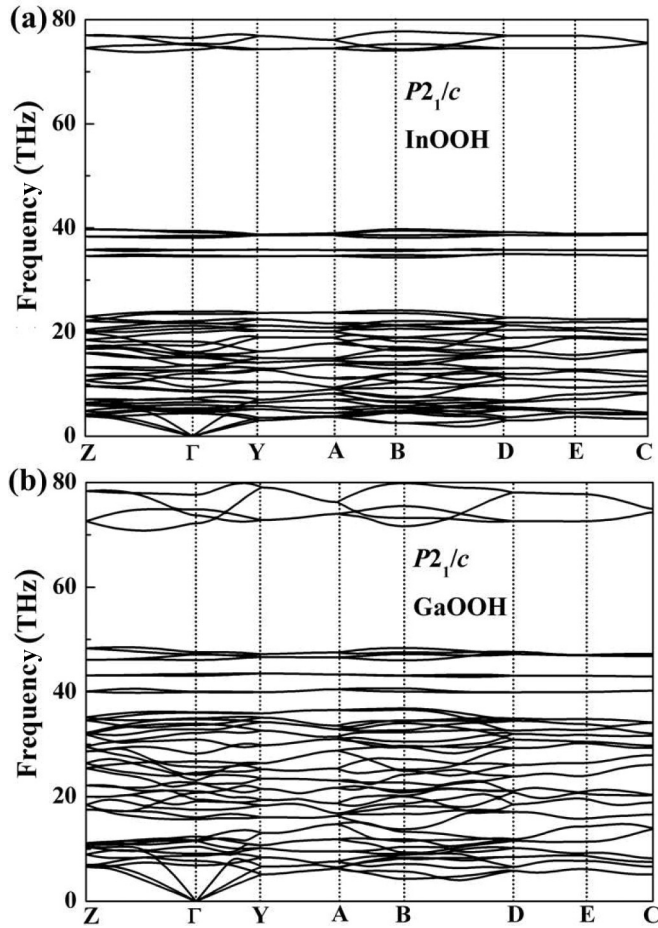 (a)
80
60
40
20
0
Frequency (THz)
P2₁/c
InOOH
Z Γ Y A B D E C
(b)
80
60
40
20
0
Frequency (THz)
P2₁/c
GaOOH
Z Γ Y A B D E C